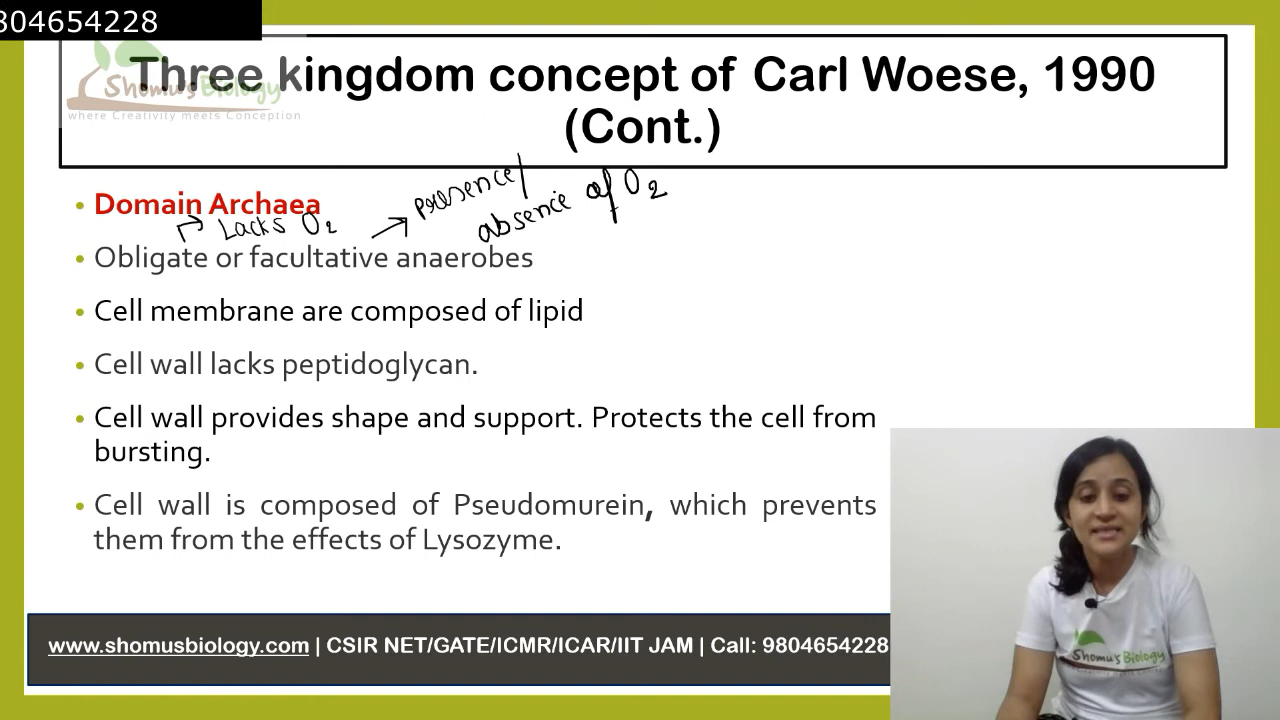 804654228
Three kingdom concept of Carl Woese, 1990
(Cont.)
Shomu's Biology
where Creativity meets Conception
• Domain Archaea
Lacks O2
presence/
absence of O2
• Obligate or facultative anaerobes
• Cell membrane are composed of lipid
• Cell wall lacks peptidoglycan.
• Cell wall provides shape and support. Protects the cell from
bursting.
• Cell wall is composed of Pseudomurein, which prevents
them from the effects of Lysozyme.
www.shomusbiology.com | CSIR NET/GATE/ICMR/ICAR/IIT JAM | Call: 9804654228
Shomu's Biology